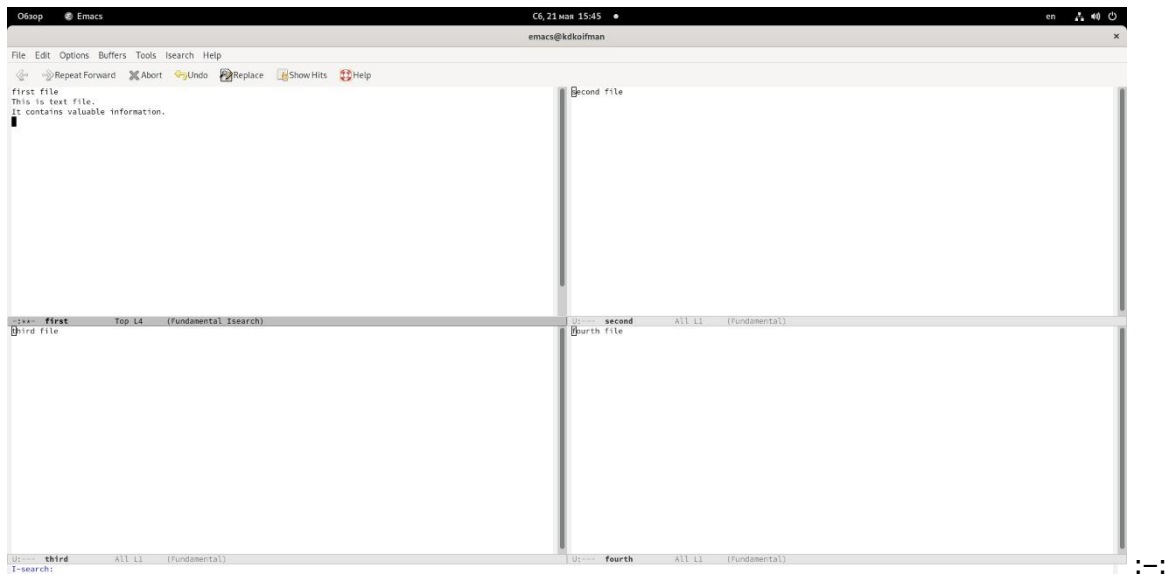 Обзор Emacs Сб, 21 мая 15:45 en
emacs@kdkoifman ×
File Edit Options Buffers Tools Isearch Help
Repeat Forward Abort Undo Replace Show Hits Help
first file
This is text file.
It contains valuable information.
second file
-:**- first Top L4 (Fundamental Isearch)
U:--- second All L1 (Fundamental)
third file
fourth file
U:--- third All L1 (Fundamental)
U:--- fourth All L1 (Fundamental)
I-search:
:-: